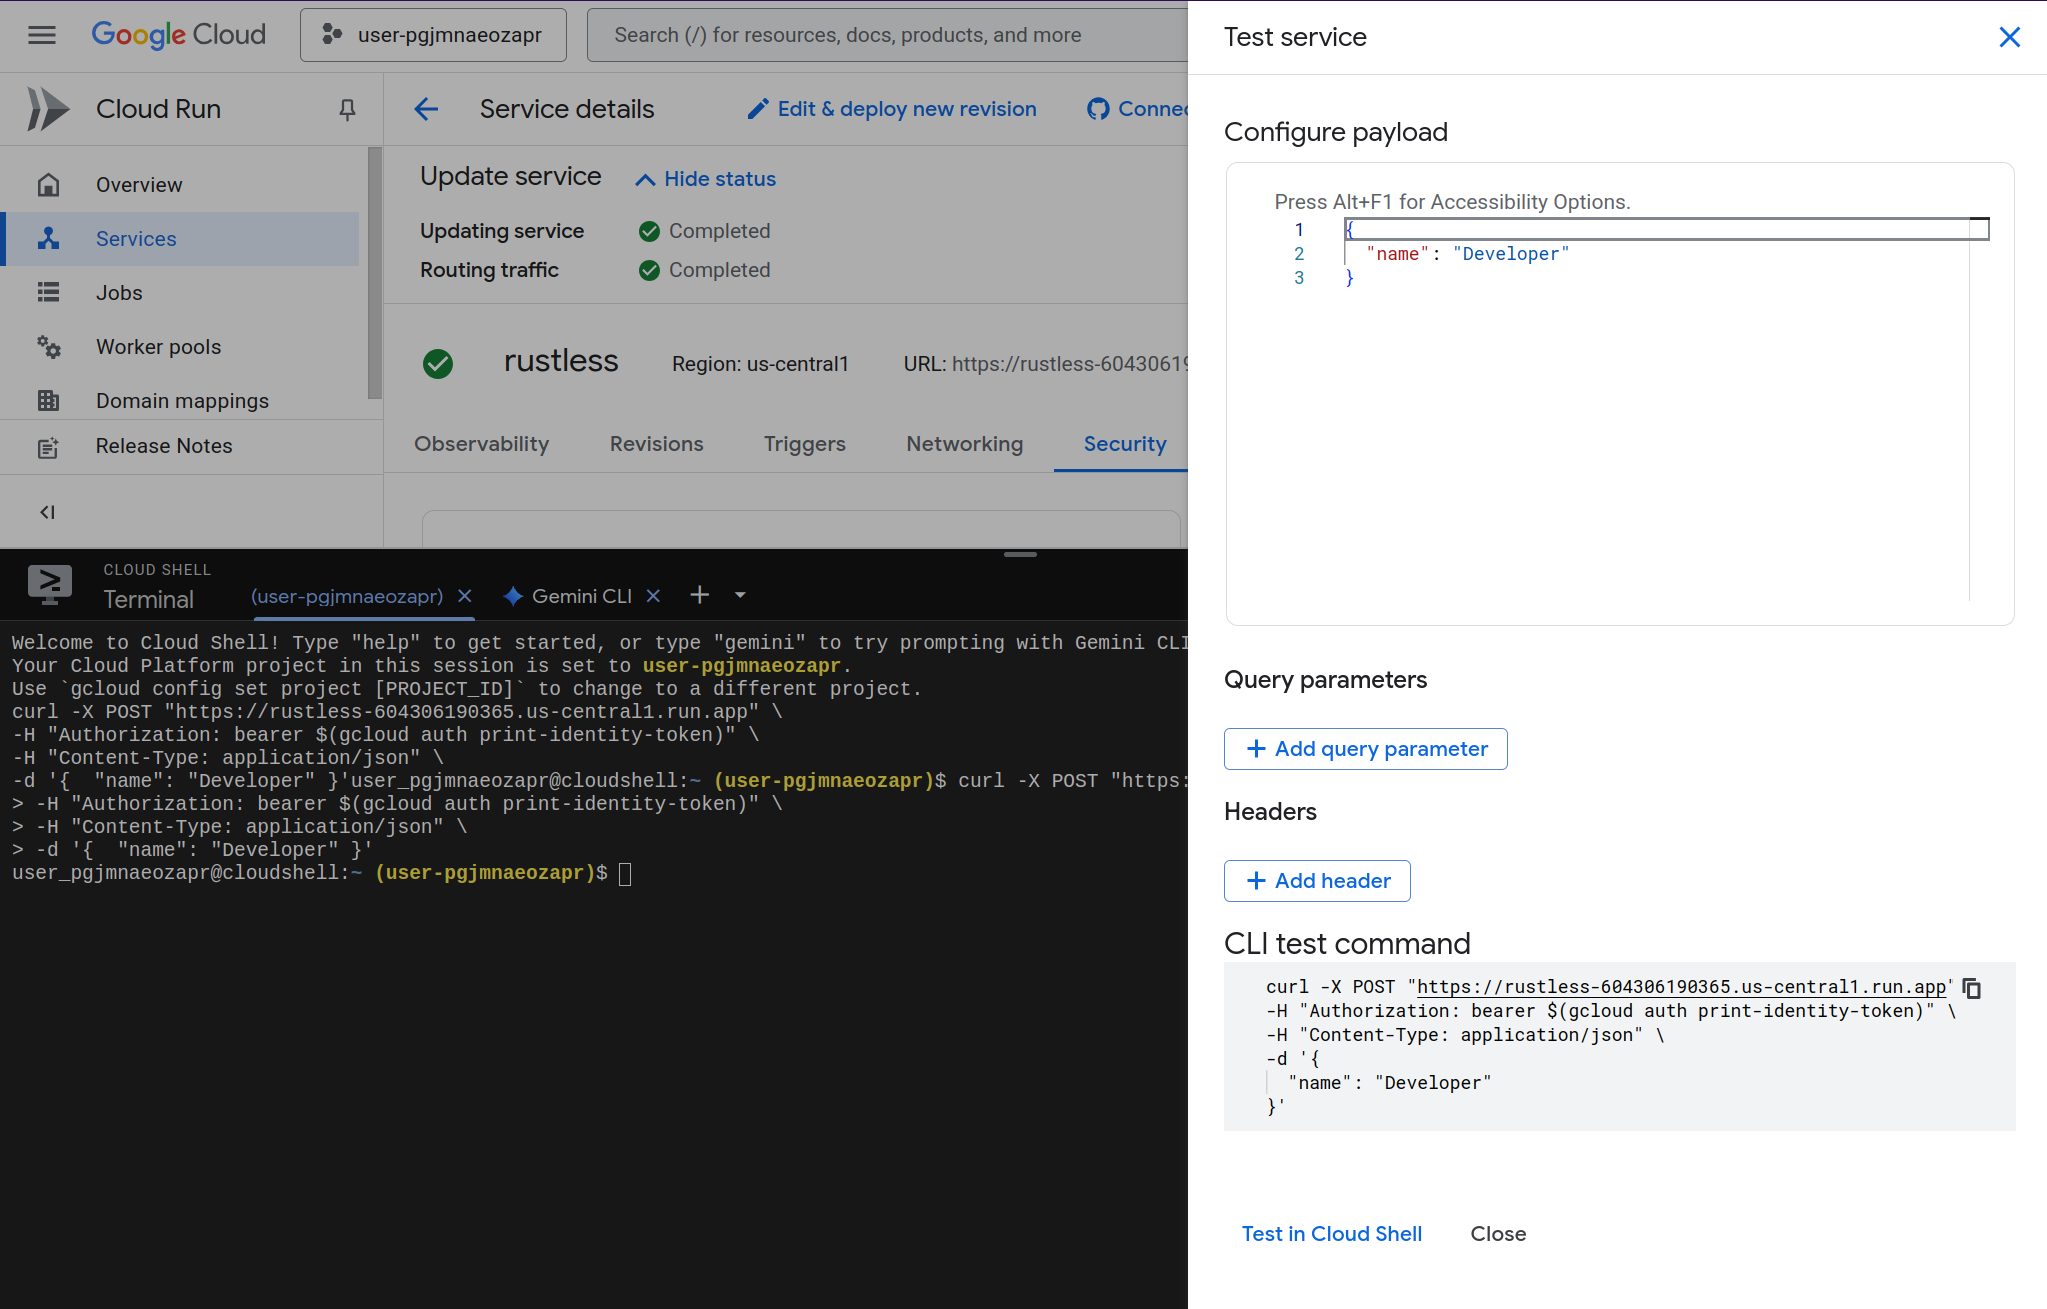 Google Cloud
user-pgjmnaeozapr
Search (/) for resources, docs, products, and more
Cloud Run
Overview
Services
Jobs
Worker pools
Domain mappings
Release Notes
Service details
Edit & deploy new revision
Connec
Update service
Hide status
Updating service
Completed
Routing traffic
Completed
rustless
Region: us-central1
URL: https://rustless-60430619
Observability
Revisions
Triggers
Networking
Security
CLOUD SHELL
Terminal
(user-pgjmnaeozapr)
Gemini CLI
Welcome to Cloud Shell! Type "help" to get started, or type "gemini" to try prompting with Gemini CLI
Your Cloud Platform project in this session is set to user-pgjmnaeozapr.
Use `gcloud config set project [PROJECT_ID]` to change to a different project.
curl -X POST "https://rustless-604306190365.us-central1.run.app" \
-H "Authorization: bearer $(gcloud auth print-identity-token)" \
-H "Content-Type: application/json" \
-d '{  "name": "Developer" }'user_pgjmnaeozapr@cloudshell:~ (user-pgjmnaeozapr)$ curl -X POST "https:
> -H "Authorization: bearer $(gcloud auth print-identity-token)" \
> -H "Content-Type: application/json" \
> -d '{  "name": "Developer" }'
user_pgjmnaeozapr@cloudshell:~ (user-pgjmnaeozapr)$
Test service
Configure payload
Press Alt+F1 for Accessibility Options.
1 {
2 "name": "Developer"
3 }
Query parameters
Add query parameter
Headers
Add header
CLI test command
curl -X POST "https://rustless-604306190365.us-central1.run.app"
-H "Authorization: bearer $(gcloud auth print-identity-token)" \
-H "Content-Type: application/json" \
-d '{
"name": "Developer"
}'
Test in Cloud Shell
Close